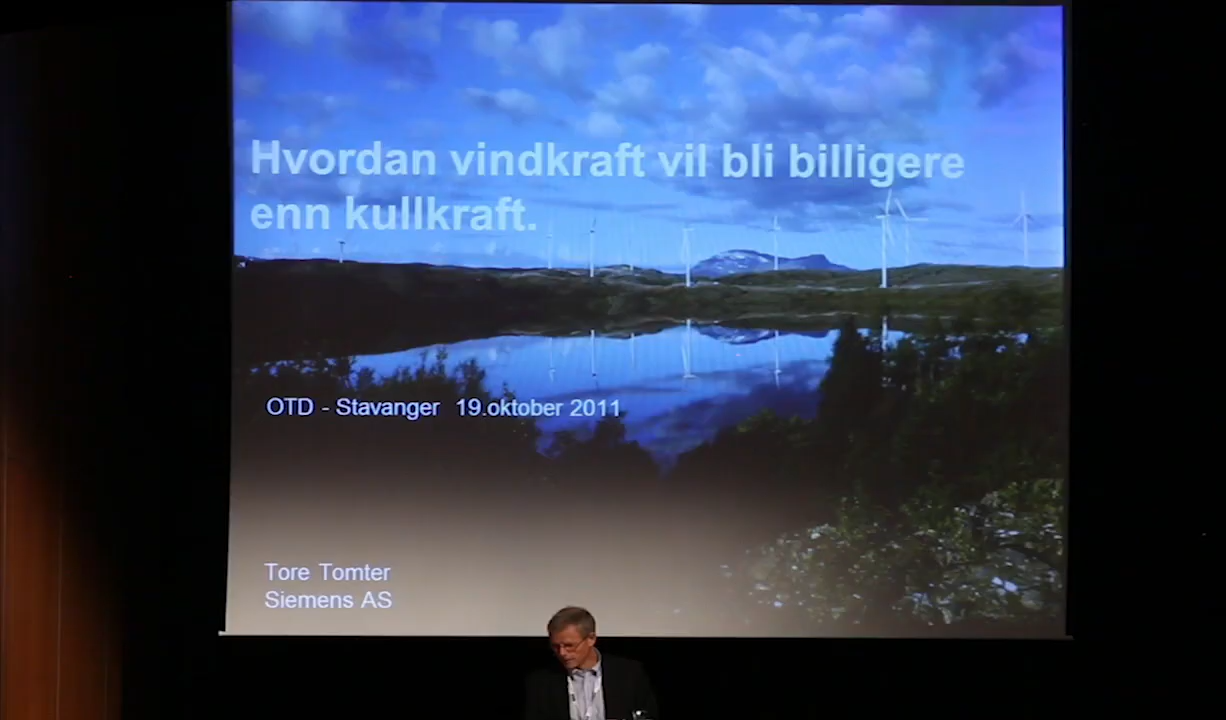 Hvordan vindkraft vil bli billigere
enn kullkraft.
OTD - Stavanger 19.oktober 2011
Tore Tomter
Siemens AS